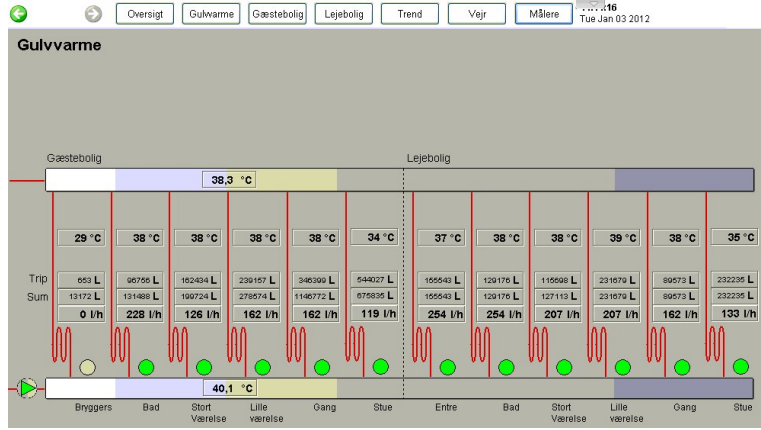 Oversigt
Gulwarme
Gæstebolig
Lejebolig
Trend
Vejr
Målere
Tue Jan 03 2012
Gulvvarme
Gæstebolig
Lejebolig
38,3 °C
29 °C 38 °C 38 °C 38 °C 38 °C 34 °C 37 °C 38 °C 38 °C 39 °C 38 °C 35 °C
Trip 653 L 96756 L 162434 L 239157 L 346399 L 544027 L 155543 L 129176 L 115598 L 231679 L 89573 L 232235 L
Sum 13172 L 131488 L 199724 L 278574 L 1146772 L 675835 L 155543 L 129176 L 127113 L 231679 L 89573 L 232235 L
0 l/h 228 l/h 126 l/h 162 l/h 162 l/h 119 l/h 254 l/h 254 l/h 207 l/h 207 l/h 162 l/h 133 l/h
40,1 °C
Bryggers Bad Stort Lille Gang Stue Entre Bad Stort Lille Gang Stue
Værelse værelse Værelse værelse